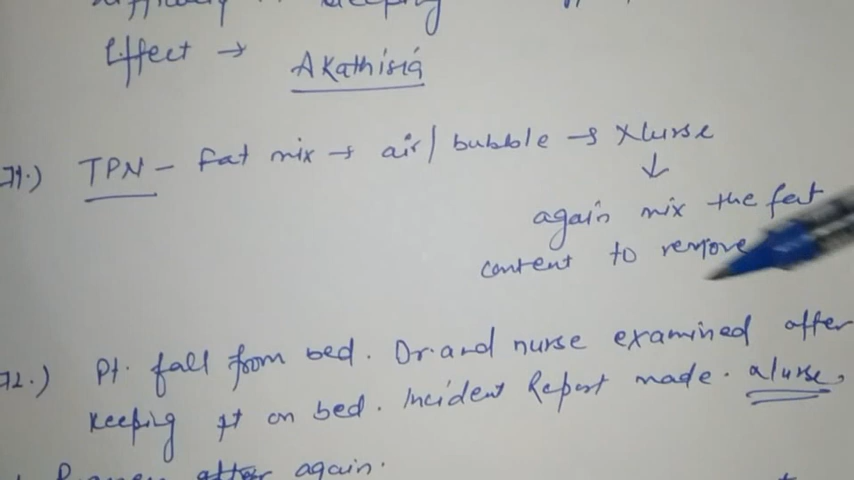 Effect → Akathisia
71.) TPN - Fat mix → air/bubble → Nurse
↓
again mix the fat
content to remove
72.) Pt. fall from bed. Dr. and nurse examined after
keeping pt on bed. Incident Report made. Nurse,
after again.